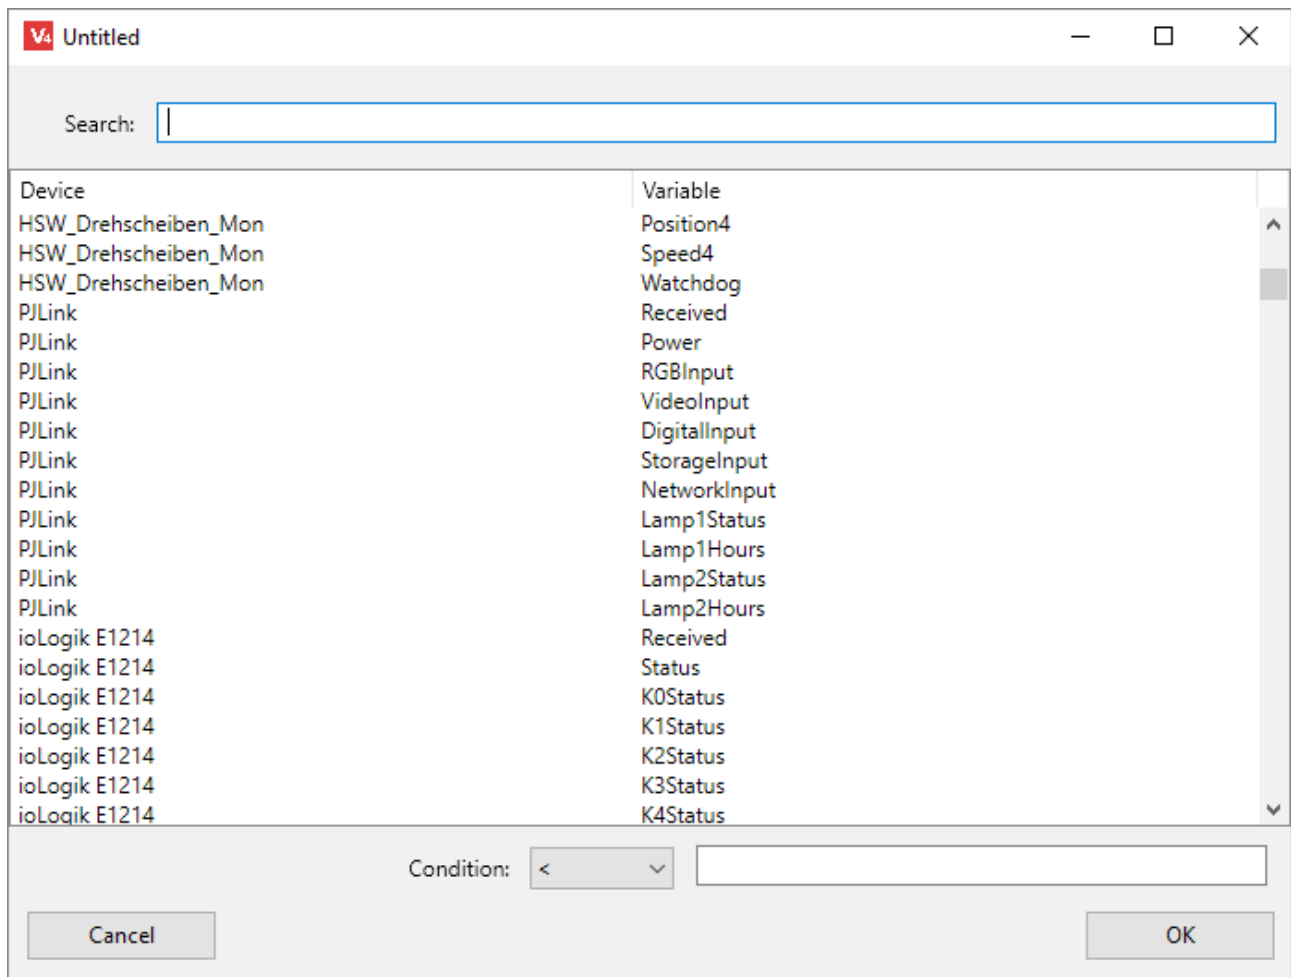 V4 Untitled
Search:
Device Variable
HSW_Drehscheiben_Mon Position4
HSW_Drehscheiben_Mon Speed4
HSW_Drehscheiben_Mon Watchdog
PJLink Received
PJLink Power
PJLink RGBInput
PJLink VideoInput
PJLink DigitalInput
PJLink StorageInput
PJLink NetworkInput
PJLink Lamp1Status
PJLink Lamp1Hours
PJLink Lamp2Status
PJLink Lamp2Hours
ioLogik E1214 Received
ioLogik E1214 Status
ioLogik E1214 K0Status
ioLogik E1214 K1Status
ioLogik E1214 K2Status
ioLogik E1214 K3Status
ioLogik E1214 K4Status
Condition: <
Cancel OK